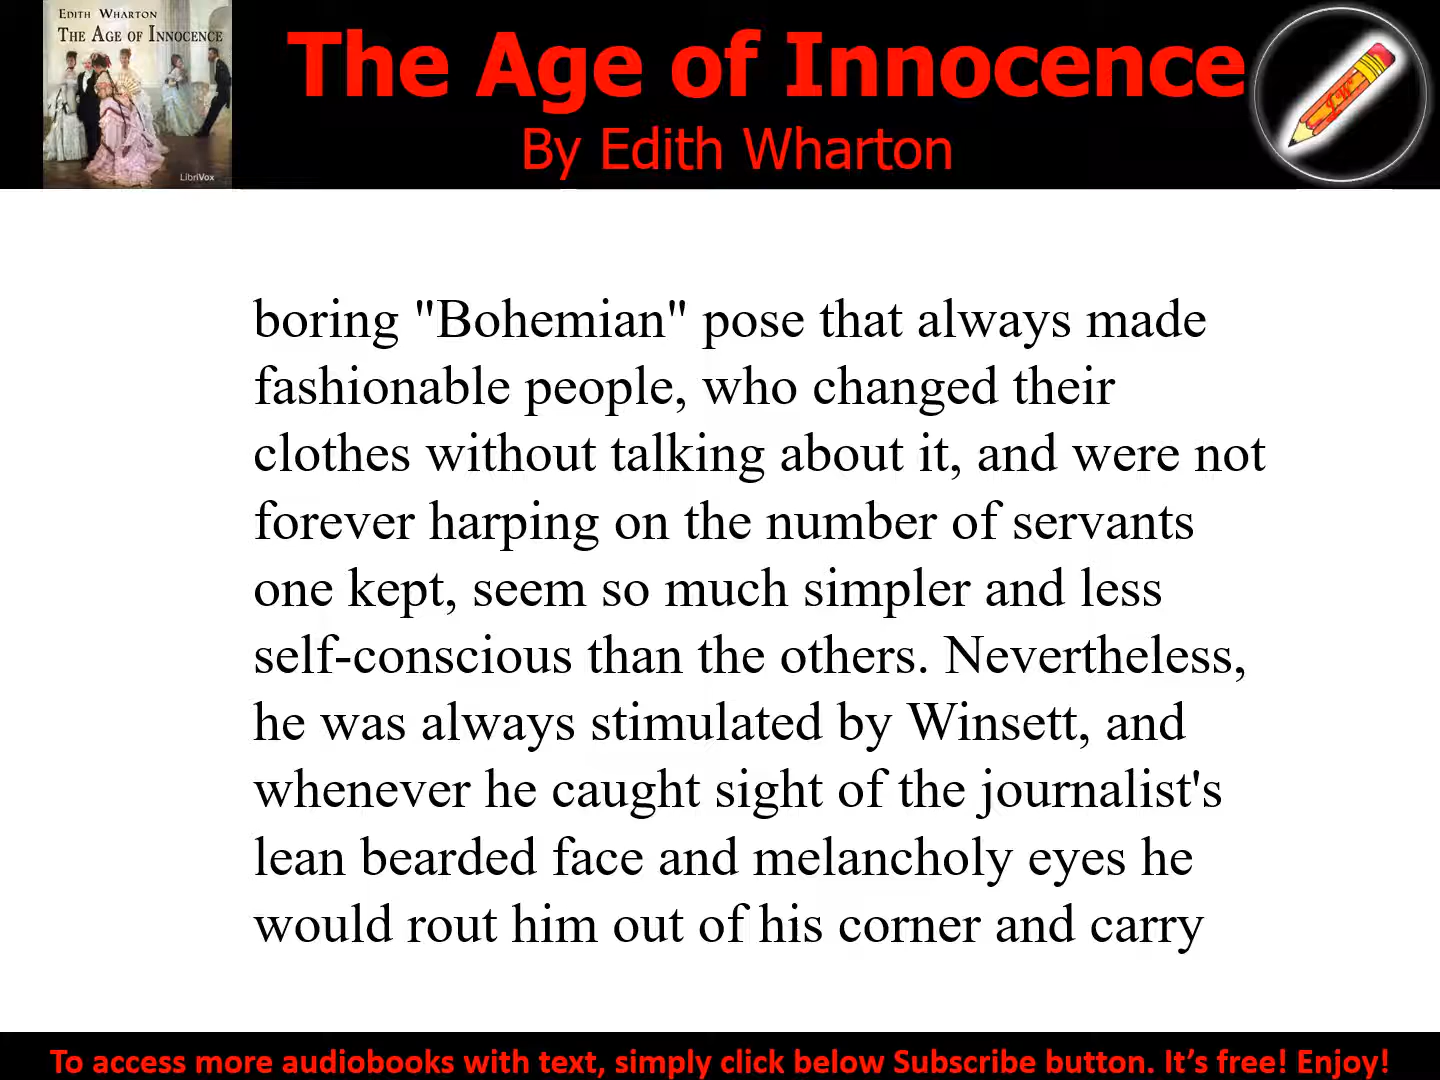 EDITH WHARTON
THE AGE OF INNOCENCE
LibriVox
The Age of Innocence
By Edith Wharton
JW
boring "Bohemian" pose that always made
fashionable people, who changed their
clothes without talking about it, and were not
forever harping on the number of servants
one kept, seem so much simpler and less
self-conscious than the others. Nevertheless,
he was always stimulated by Winsett, and
whenever he caught sight of the journalist's
lean bearded face and melancholy eyes he
would rout him out of his corner and carry
To access more audiobooks with text, simply click below Subscribe button. It’s free! Enjoy!